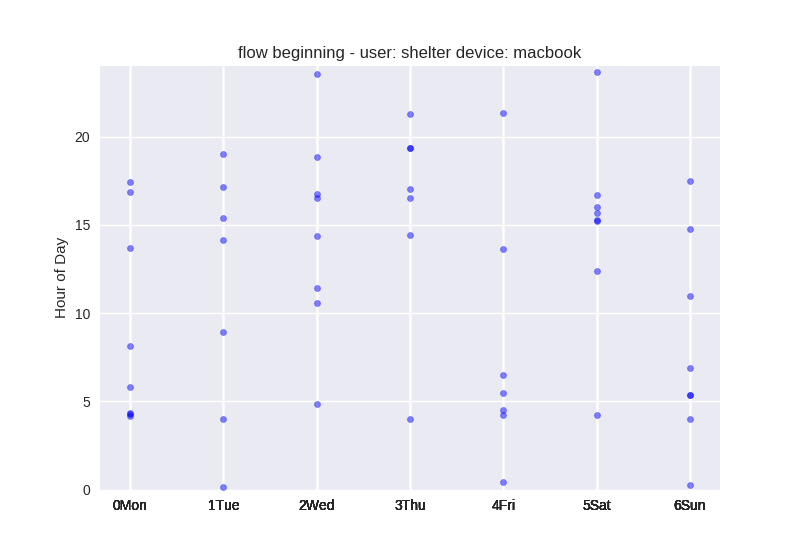 flow beginning - user: shelter device: macbook
Hour of Day
20
15
10
5
0
0Mon 1Tue 2Wed 3Thu 4Fri 5Sat 6Sun